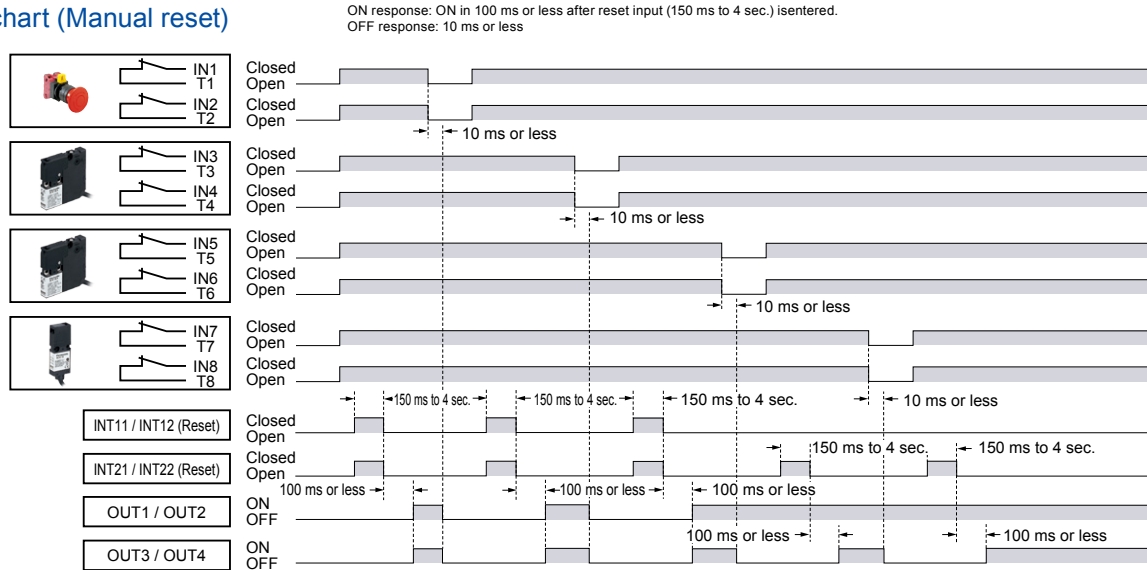 chart (Manual reset)
ON response: ON in 100 ms or less after reset input (150 ms to 4 sec.) isentered.
OFF response: 10 ms or less
IN1 Closed
T1 Open
IN2 Closed
T2 Open
10 ms or less
IN3 Closed
T3 Open
IN4 Closed
T4 Open
10 ms or less
IN5 Closed
T5 Open
IN6 Closed
T6 Open
10 ms or less
IN7 Closed
T7 Open
IN8 Closed
T8 Open
150 ms to 4 sec. 150 ms to 4 sec. 150 ms to 4 sec. 10 ms or less
INT11 / INT12 (Reset) Closed
Open
150 ms to 4 sec. 150 ms to 4 sec.
INT21 / INT22 (Reset) Closed
Open
100 ms or less 100 ms or less 100 ms or less
OUT1 / OUT2 ON
OFF
100 ms or less 100 ms or less
OUT3 / OUT4 ON
OFF